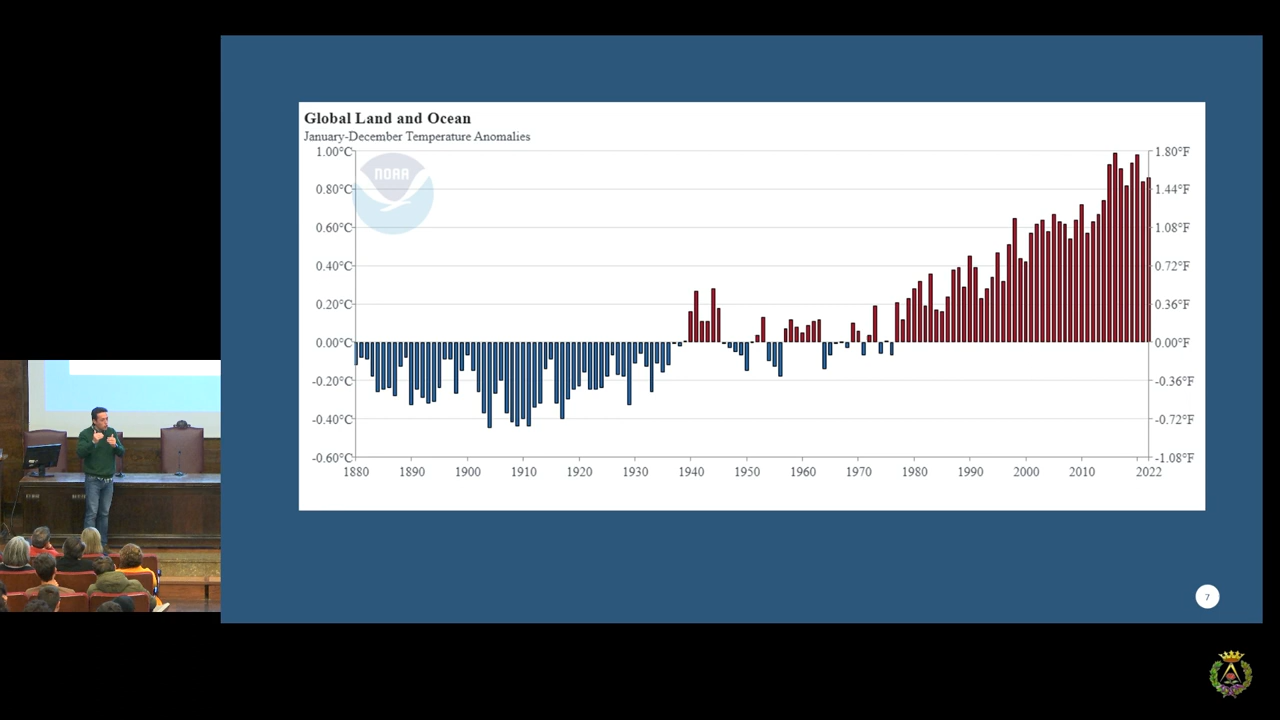 Global Land and Ocean
January-December Temperature Anomalies
NOAA
1.00°C
0.80°C
0.60°C
0.40°C
0.20°C
0.00°C
-0.20°C
-0.40°C
-0.60°C
1.80°F
1.44°F
1.08°F
0.72°F
0.36°F
0.00°F
-0.36°F
-0.72°F
-1.08°F
1880 1890 1900 1910 1920 1930 1940 1950 1960 1970 1980 1990 2000 2010 2022
7